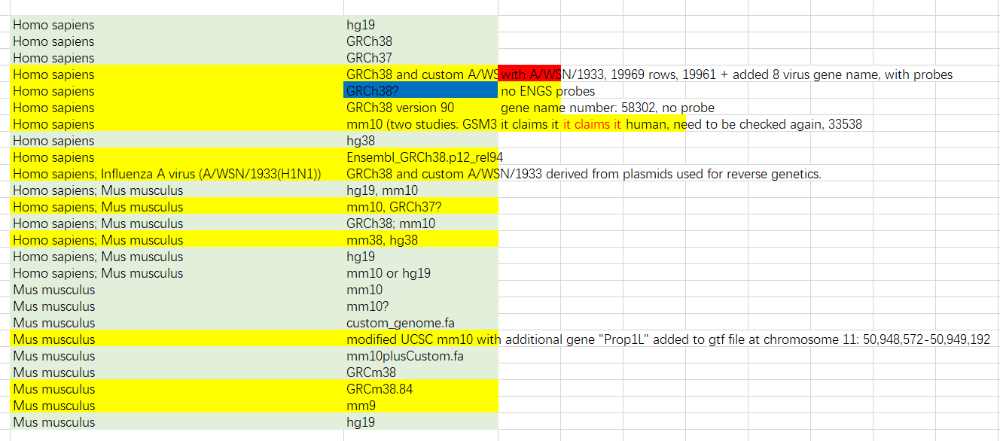 Homo sapiens hg19
Homo sapiens GRCh38
Homo sapiens GRCh37
Homo sapiens GRCh38 and custom A/WS with A/WSN/1933, 19969 rows, 19961 + added 8 virus gene name, with probes
Homo sapiens GRCh38? no ENGS probes
Homo sapiens GRCh38 version 90 gene name number: 58302, no probe
Homo sapiens mm10 (two studies: GSM3 it claims it it claims it human, need to be checked again, 33538
Homo sapiens hg38
Homo sapiens Ensembl_GRCh38.p12_rel94
Homo sapiens; Influenza A virus (A/WSN/1933(H1N1)) GRCh38 and custom A/WSN/1933 derived from plasmids used for reverse genetics.
Homo sapiens; Mus musculus hg19, mm10
Homo sapiens; Mus musculus mm10, GRCh37?
Homo sapiens; Mus musculus GRCh38; mm10
Homo sapiens; Mus musculus mm38, hg38
Homo sapiens; Mus musculus hg19
Homo sapiens; Mus musculus mm10 or hg19
Mus musculus mm10
Mus musculus mm10?
Mus musculus custom_genome.fa
Mus musculus modified UCSC mm10 with additional gene "Prop1L" added to gtf file at chromosome 11: 50,948,572-50,949,192
Mus musculus mm10plusCustom.fa
Mus musculus GRCm38
Mus musculus GRCm38.84
Mus musculus mm9
Mus musculus hg19